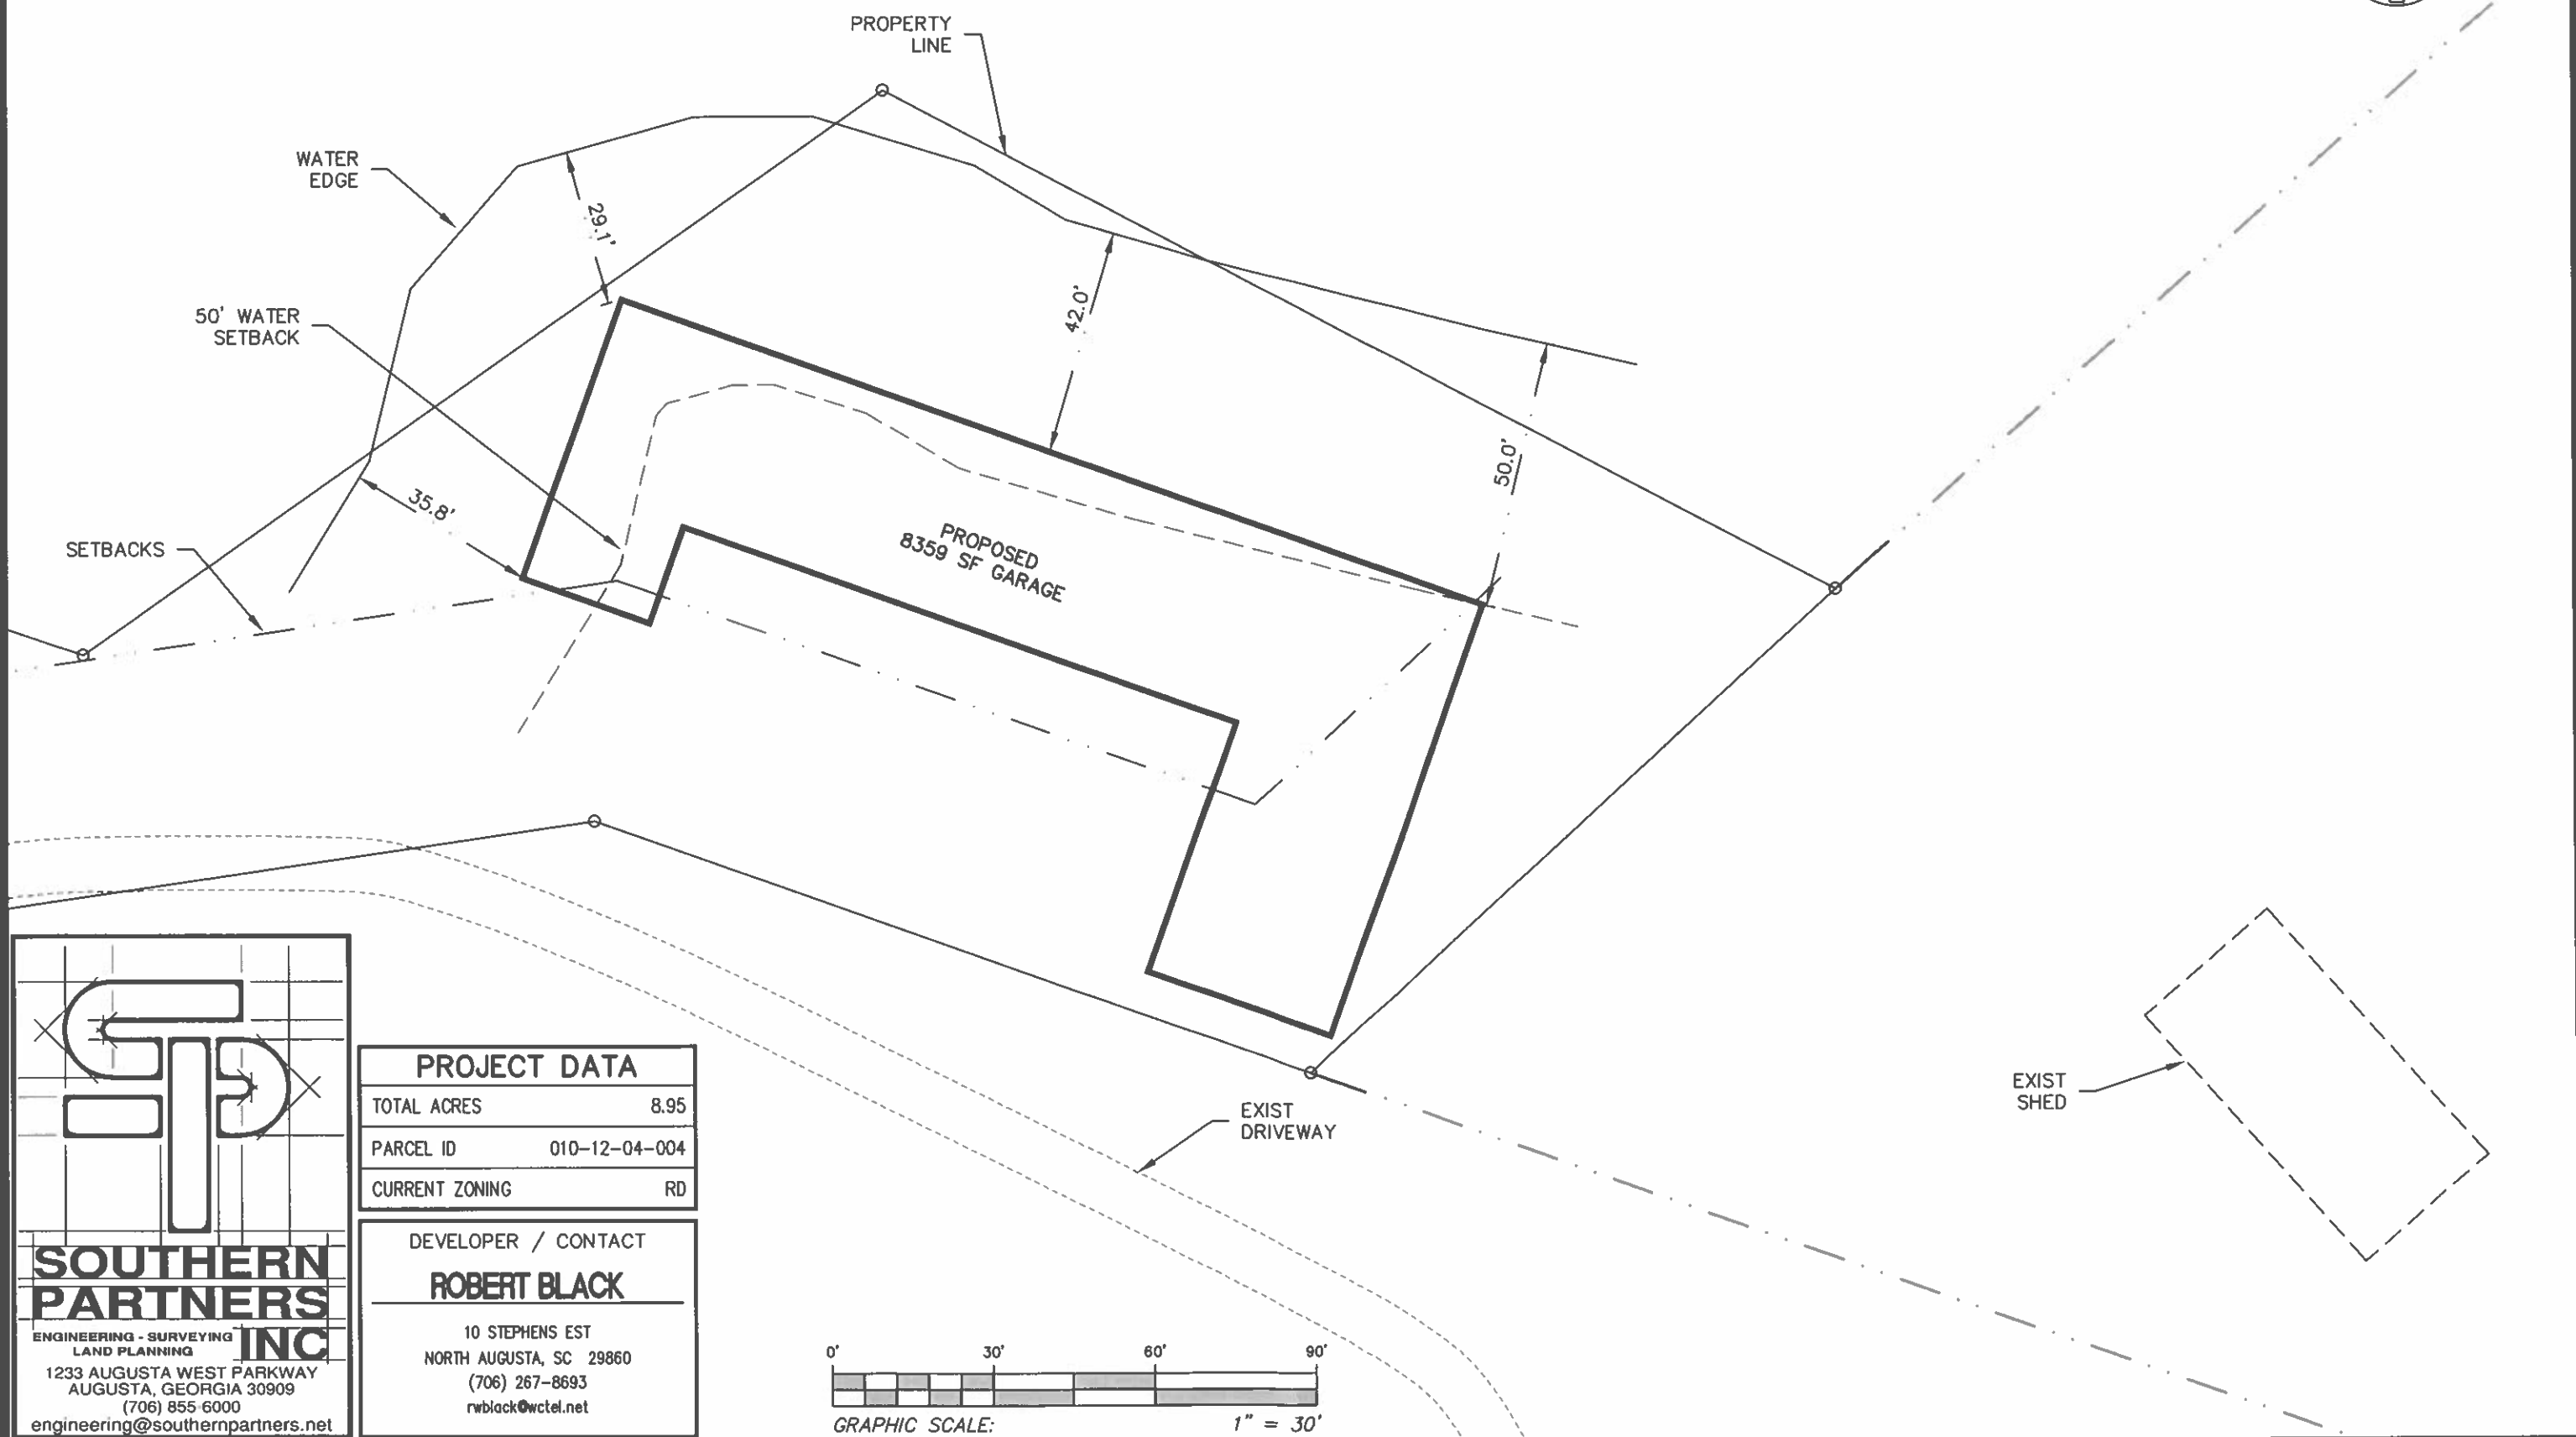 PROPERTY
LINE
WATER
EDGE
29.1'
42.0'
50' WATER
SETBACK
50.0'
35.8'
SETBACKS
PROPOSED
8359 SF GARAGE
PROJECT DATA
TOTAL ACRES 8.95
PARCEL ID 010-12-04-004
CURRENT ZONING RD
DEVELOPER / CONTACT
ROBERT BLACK
10 STEPHENS EST
NORTH AUGUSTA, SC 29860
(706) 267-8693
rwblack@wctel.net
SOUTHERN
PARTNERS
INC
ENGINEERING - SURVEYING
LAND PLANNING
1233 AUGUSTA WEST PARKWAY
AUGUSTA, GEORGIA 30909
(706) 855-6000
engineering@southernpartners.net
EXIST
DRIVEWAY
EXIST
SHED
0' 30' 60' 90'
GRAPHIC SCALE: 1" = 30'